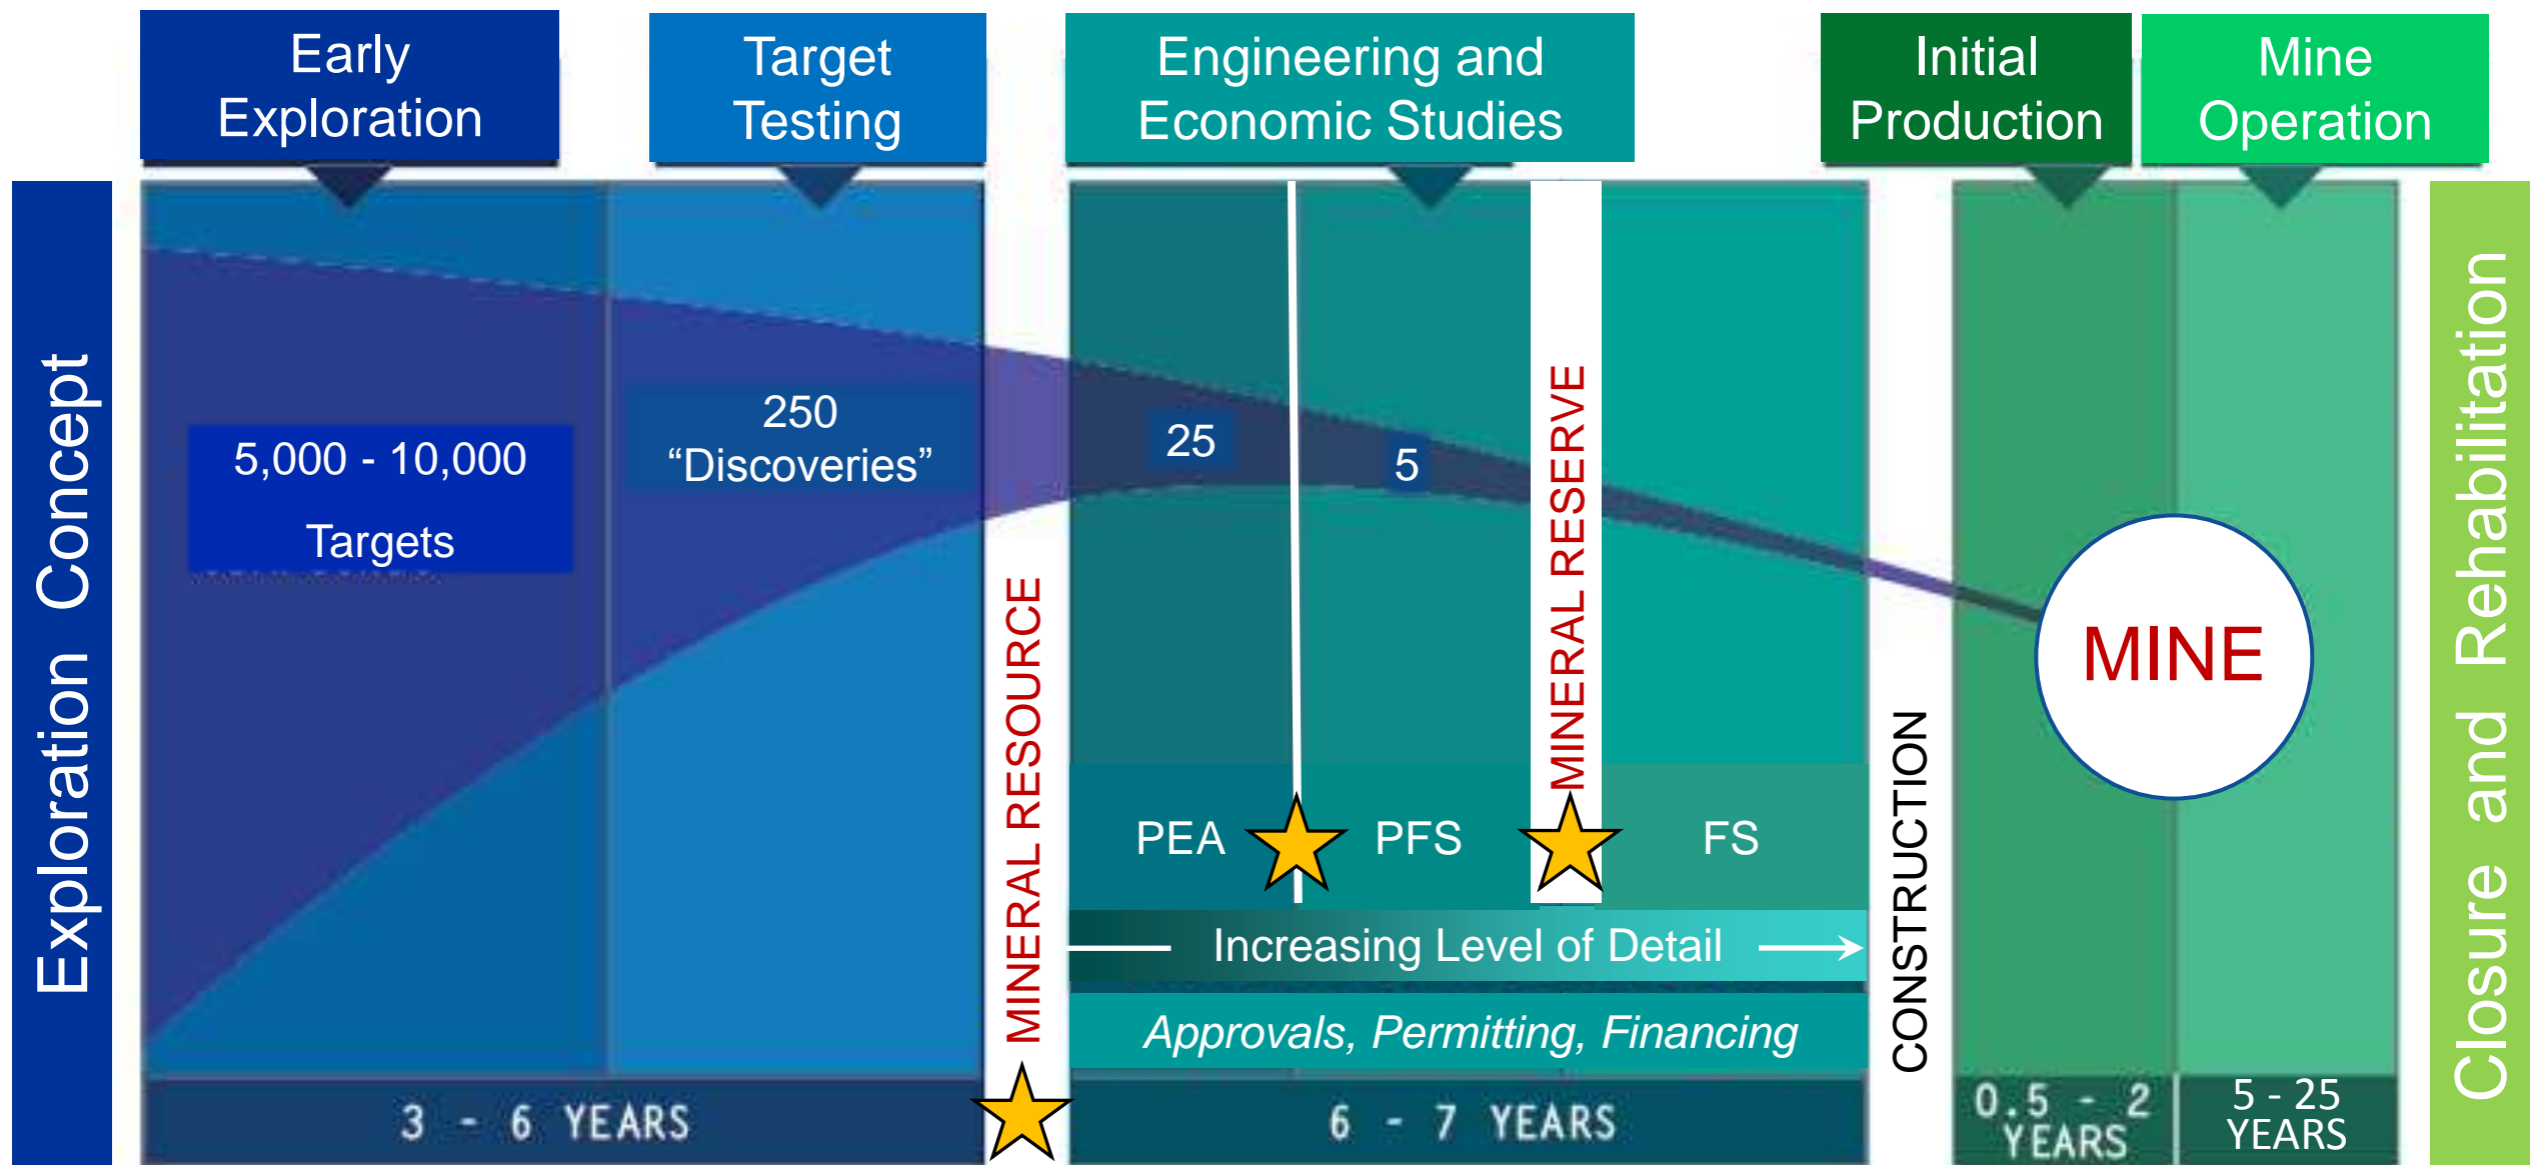 Early
Exploration
Target
Testing
Engineering and
Economic Studies
Initial
Production
Mine
Operation
Exploration Concept
5,000 - 10,000
Targets
250
“Discoveries”
MINERAL RESOURCE
25
5
MINERAL RESERVE
PEA
PFS
FS
Increasing Level of Detail
Approvals, Permitting, Financing
CONSTRUCTION
MINE
Closure and Rehabilitation
3 - 6 YEARS
6 - 7 YEARS
0.5 - 2
YEARS
5 - 25
YEARS